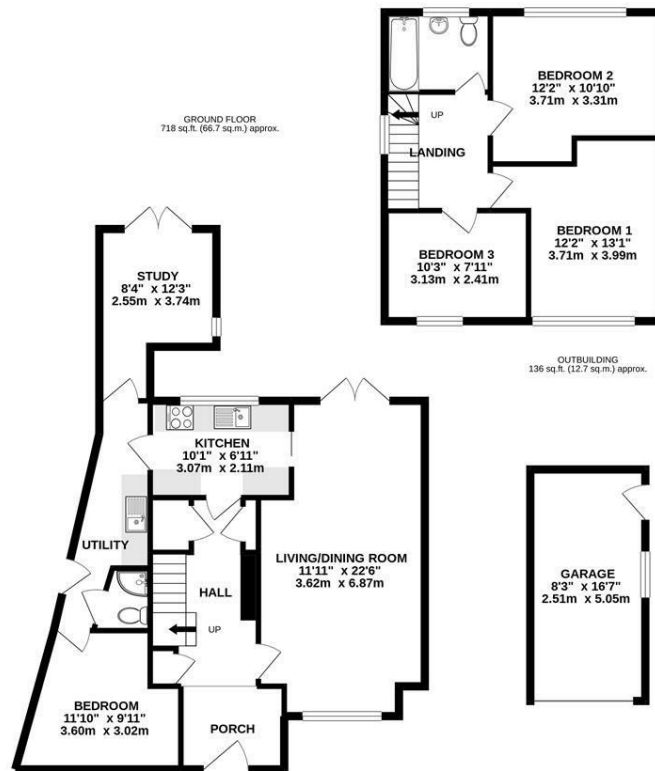 GROUND FLOOR
718 sq.ft. (66.7 sq.m.) approx.
STUDY
8'4" x 12'3"
2.55m x 3.74m
KITCHEN
10'1" x 6'11"
3.07m x 2.11m
UTILITY
HALL
UP
LIVING/DINING ROOM
11'11" x 22'6"
3.62m x 6.87m
BEDROOM
11'10" x 9'11"
3.60m x 3.02m
PORCH
BEDROOM 2
12'2" x 10'10"
3.71m x 3.31m
UP
LANDING
BEDROOM 1
12'2" x 13'1"
3.71m x 3.99m
BEDROOM 3
10'3" x 7'11"
3.13m x 2.41m
OUTBUILDING
136 sq.ft. (12.7 sq.m.) approx.
GARAGE
8'3" x 16'7"
2.51m x 5.05m